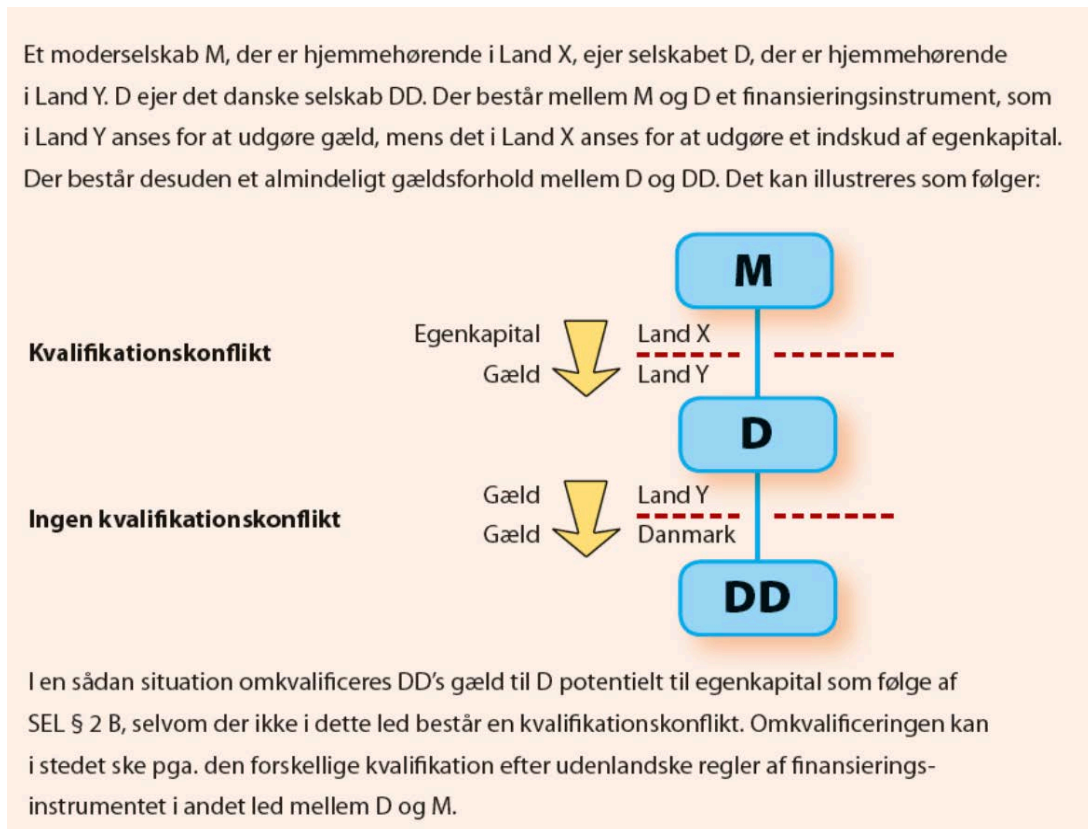 Et moderselskab M, der er hjemmehørende i Land X, ejer selskabet D, der er hjemmehørende
i Land Y. D ejer det danske selskab DD. Der består mellem M og D et finansieringsinstrument, som
i Land Y anses for at udgøre gæld, mens det i Land X anses for at udgøre et indskud af egenkapital.
Der består desuden et almindeligt gældsforhold mellem D og DD. Det kan illustreres som følger:
M
Egenkapital Land X
Kvalifikationskonflikt
Gæld Land Y
D
Gæld Land Y
Ingen kvalifikationskonflikt
Gæld Danmark
DD
I en sådan situation omkvalificeres DD's gæld til D potentielt til egenkapital som følge af
SEL § 2 B, selvom der ikke i dette led består en kvalifikationskonflikt. Omkvalificeringen kan
i stedet ske pga. den forskellige kvalifikation efter udenlandske regler af finansierings-
instrumentet i andet led mellem D og M.